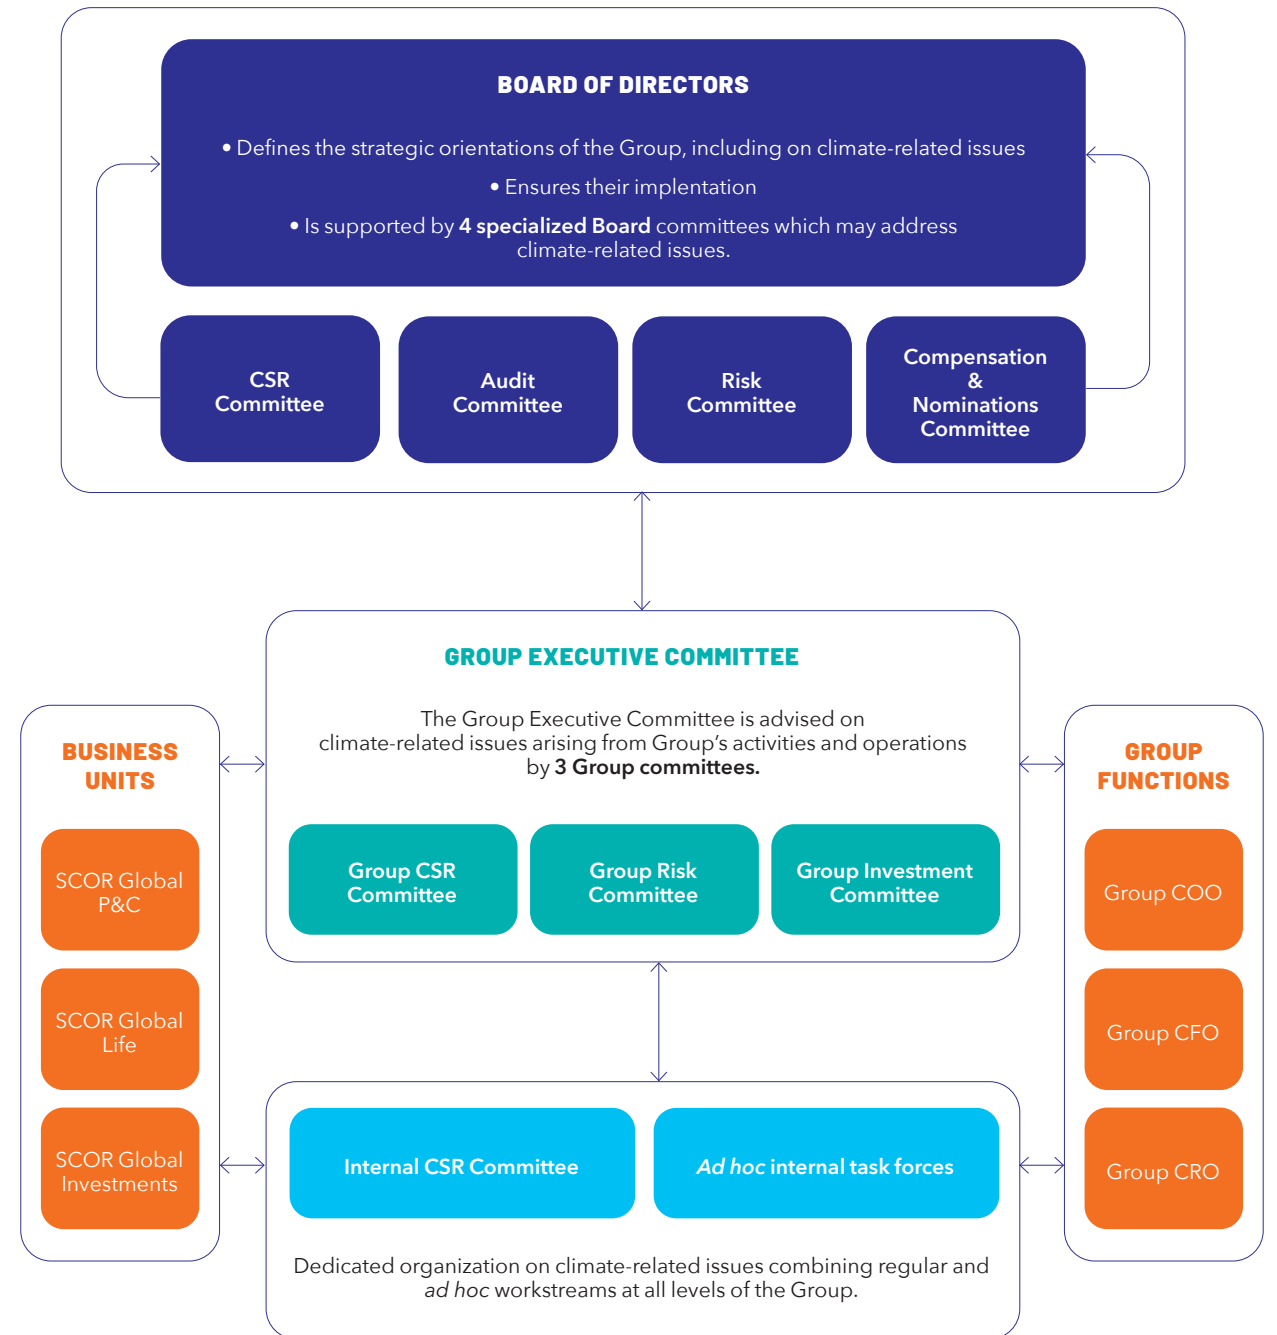 BOARD OF DIRECTORS
• Defines the strategic orientations of the Group, including on climate-related issues
• Ensures their implentation
• Is supported by 4 specialized Board committees which may address
climate-related issues.
CSR
Committee
Audit
Committee
Risk
Committee
Compensation
&
Nominations
Committee
GROUP EXECUTIVE COMMITTEE
The Group Executive Committee is advised on
climate-related issues arising from Group’s activities and operations
by 3 Group committees.
Group CSR
Committee
Group Risk
Committee
Group Investment
Committee
BUSINESS
UNITS
SCOR Global
P&C
SCOR Global
Life
SCOR Global
Investments
GROUP
FUNCTIONS
Group COO
Group CFO
Group CRO
Internal CSR Committee
Ad hoc internal task forces
Dedicated organization on climate-related issues combining regular and
ad hoc workstreams at all levels of the Group.